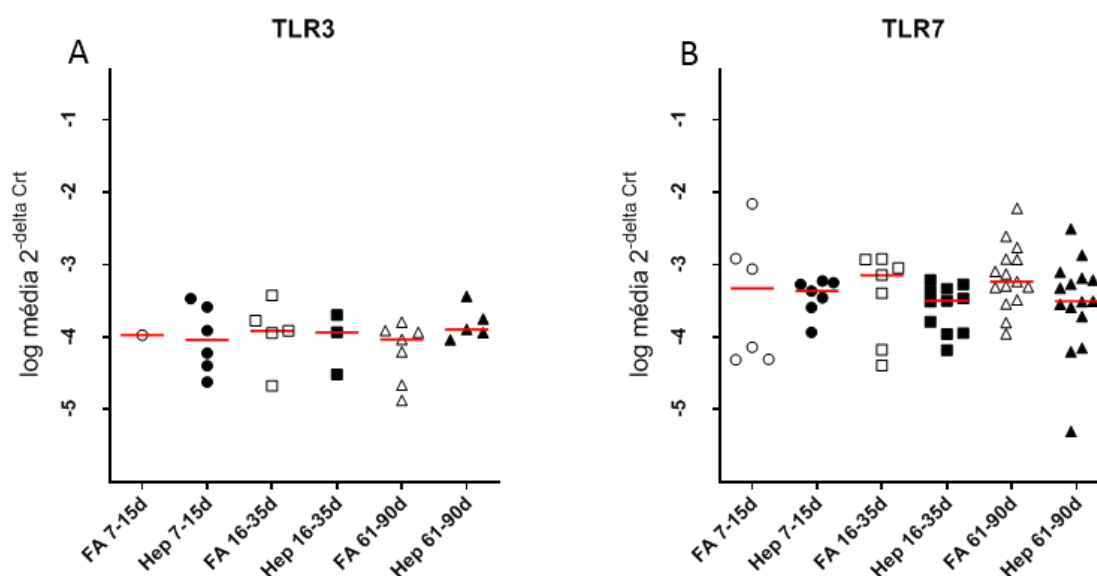 A
TLR3
log média 2^-delta Crt
-1
-2
-3
-4
-5
FA 7-15d
Hep 7-15d
FA 16-35d
Hep 16-35d
FA 61-90d
Hep 61-90d
B
TLR7
log média 2^-delta Crt
-1
-2
-3
-4
-5
FA 7-15d
Hep 7-15d
FA 16-35d
Hep 16-35d
FA 61-90d
Hep 61-90d